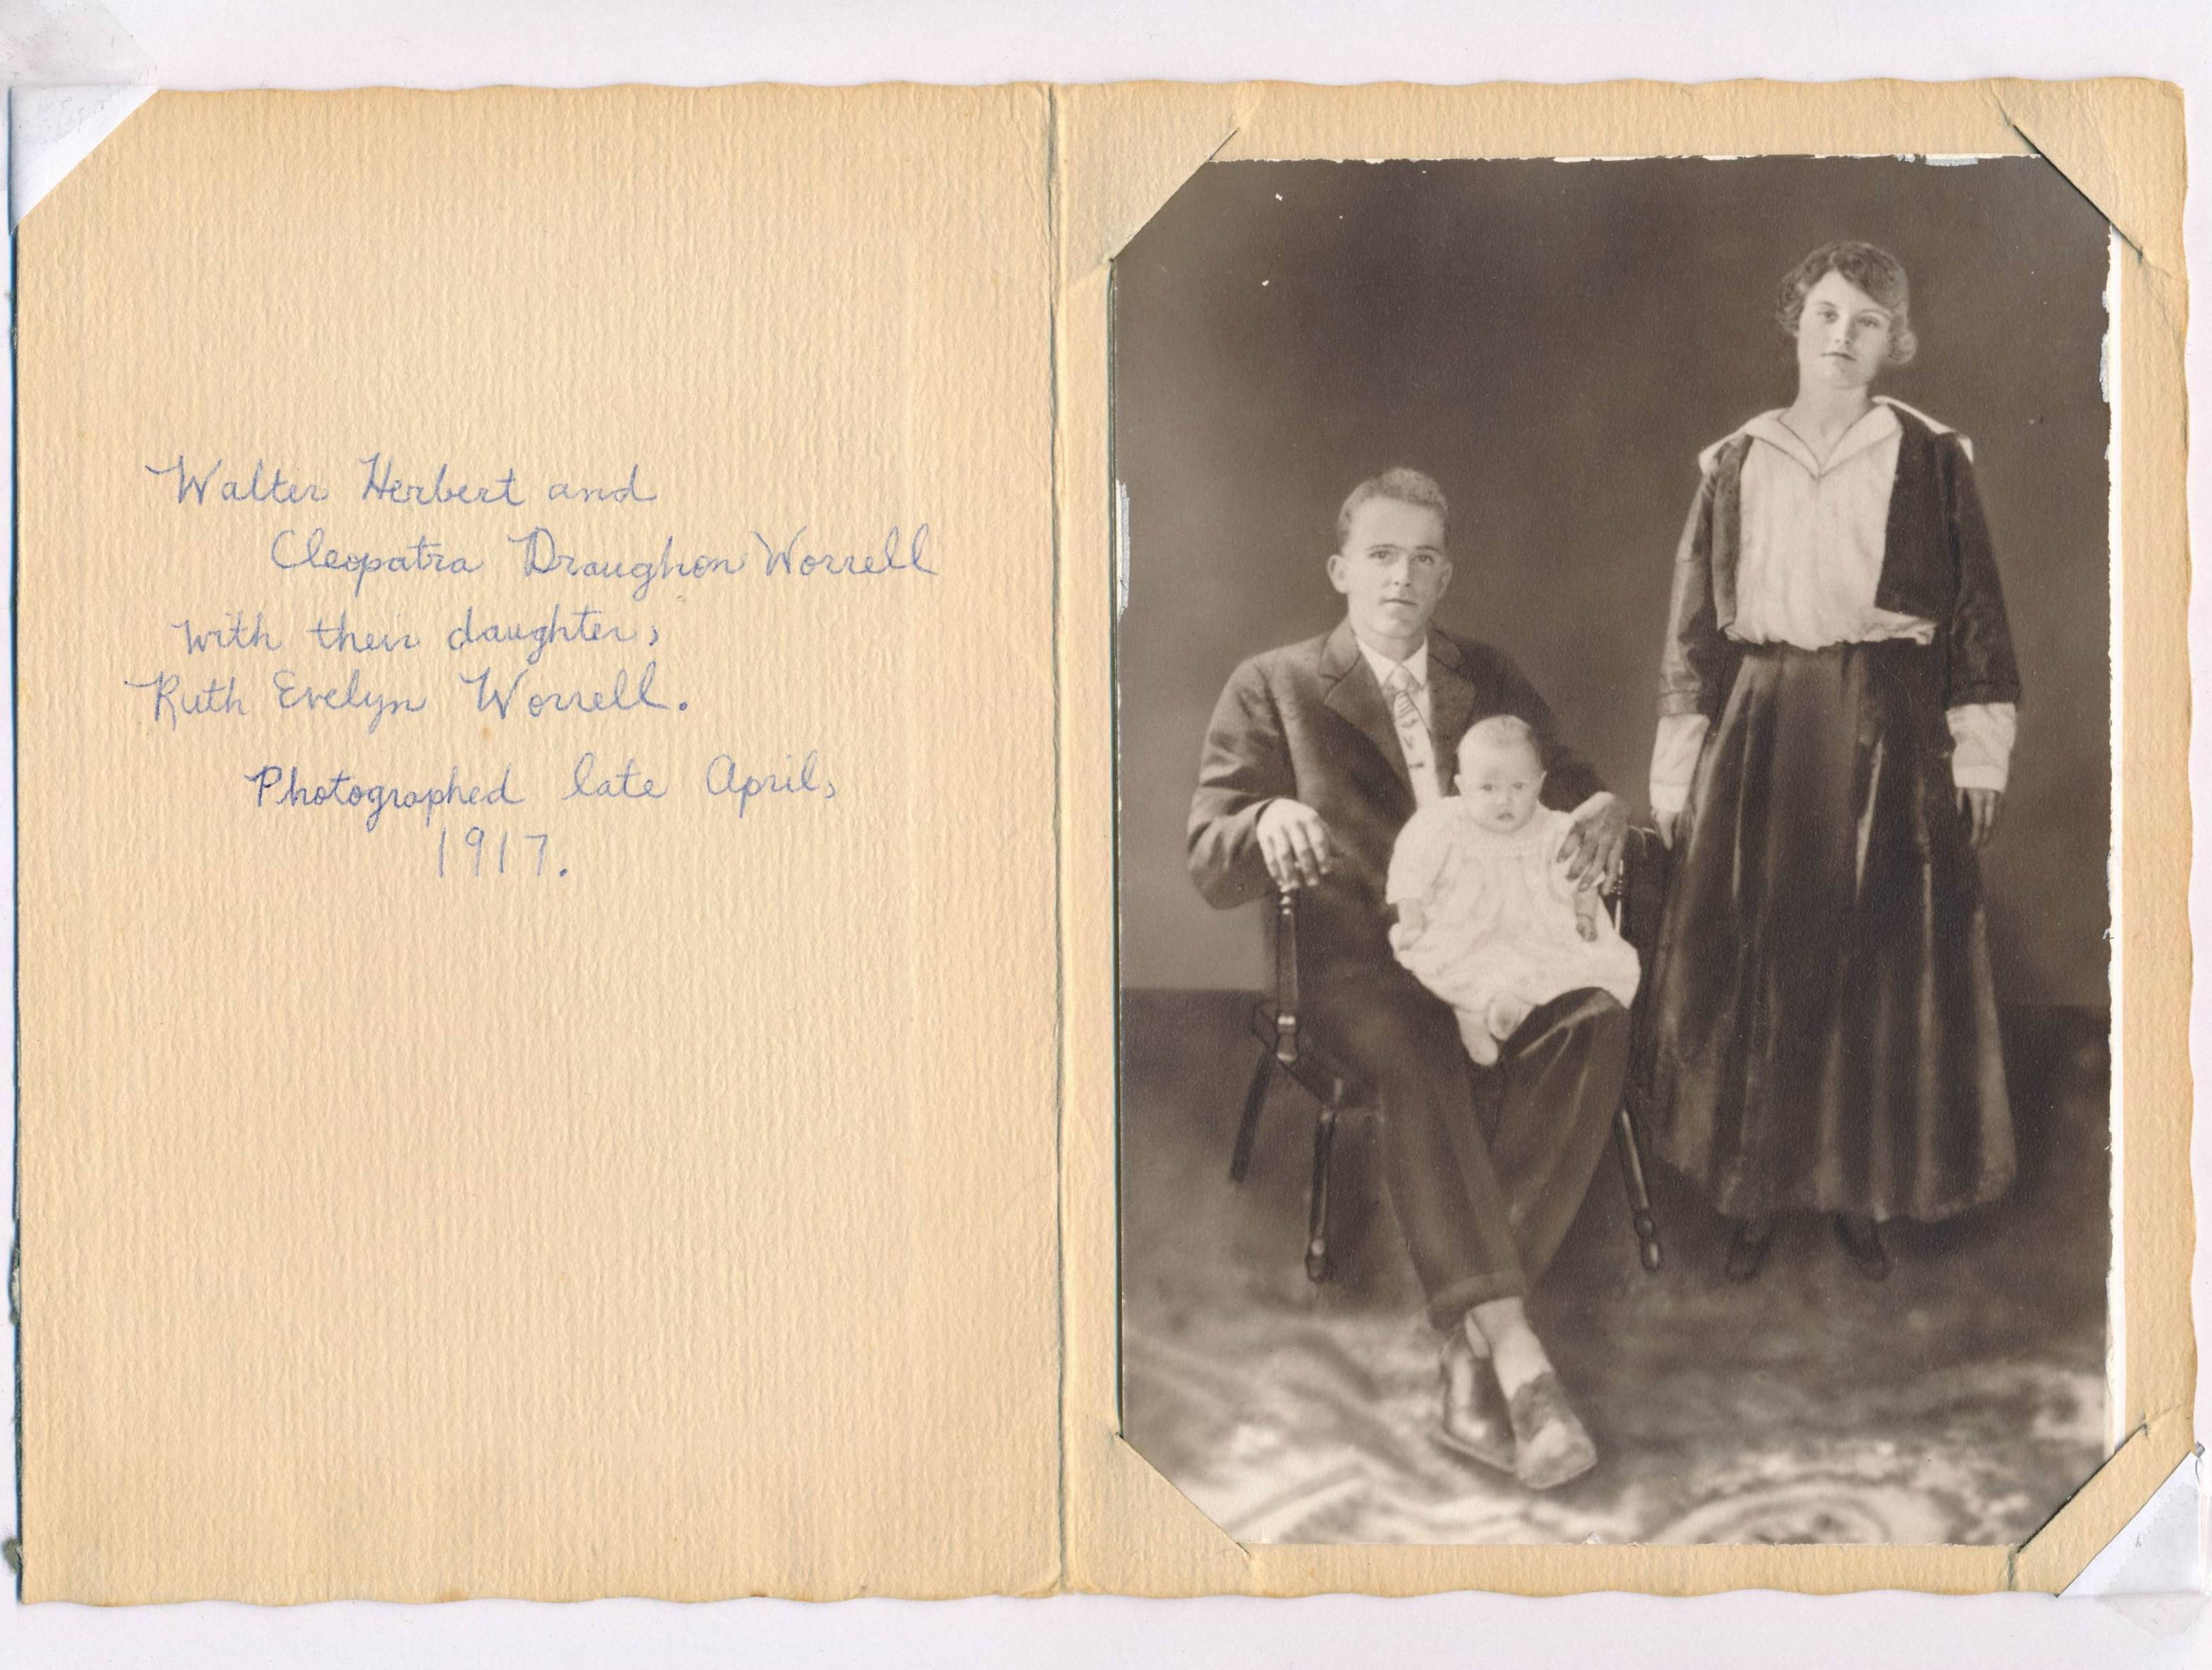 Walter Herbert and
Cleopatra Draughon Worrell
with their daughter,
Ruth Evelyn Worrell.
Photographed late April,
1917.